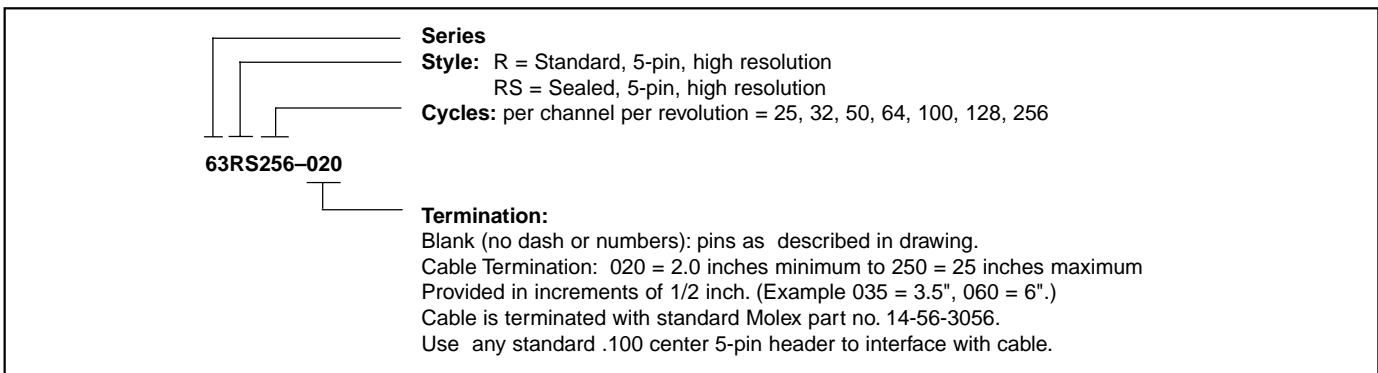 Series
Style: R = Standard, 5-pin, high resolution
RS = Sealed, 5-pin, high resolution
Cycles: per channel per revolution = 25, 32, 50, 64, 100, 128, 256
63RS256–020
Termination:
Blank (no dash or numbers): pins as described in drawing.
Cable Termination: 020 = 2.0 inches minimum to 250 = 25 inches maximum
Provided in increments of 1/2 inch. (Example 035 = 3.5", 060 = 6".)
Cable is terminated with standard Molex part no. 14-56-3056.
Use any standard .100 center 5-pin header to interface with cable.